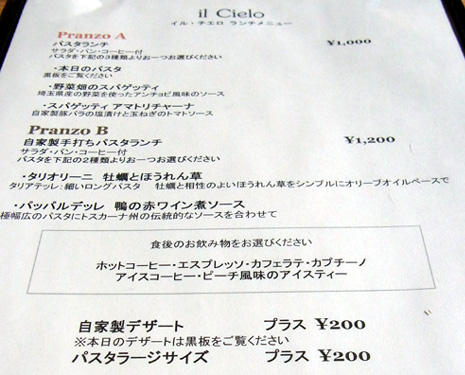 il Cielo
イル・チエロ ランチメニュー
Pranzo A
パスタランチ ¥1,000
サラダ・パン・コーヒー付
パスタを下記の3種類よりお一つお選びください
・本日のパスタ
黒板をご覧ください
・野菜畑のスパゲッティ
埼玉県産の野菜を使ったアンチョビ風味のソース
・スパゲッティ アマトリチャーナ
自家製豚バラの塩漬けと玉ねぎのトマトソース
Pranzo B
自家製手打ちパスタランチ ¥1,200
サラダ・パン・コーヒー付
パスタを下記の2種類よりお一つお選びください
・タリオリーニ 牡蠣とほうれん草
タリアテッレ:細いロングパスタ 牡蠣と相性のよいほうれん草をシンプルにオリーブオイルベースで
・パッパルデッレ 鴨の赤ワイン煮ソース
極幅広のパスタにトスカーナ州の伝統的なソースを合わせて
食後のお飲み物をお選びください
ホットコーヒー・エスプレッソ・カフェラテ・カプチーノ
アイスコーヒー・ピーチ風味のアイスティー
自家製デザート プラス ¥200
※本日のデザートは黒板をご覧ください
パスタラージサイズ プラス ¥200